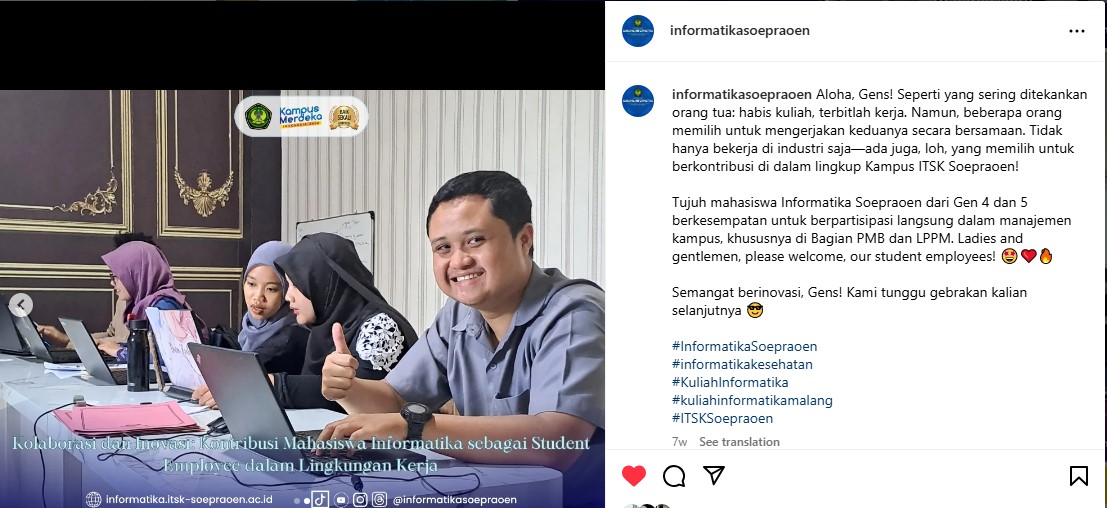 Kampus
Merdeka
INDONESIA JAYA
BAIK
SEKALI
Kolaborasi dan Inovasi: Kontribusi Mahasiswa Informatika sebagai Student
Employee dalam Lingkungan Kerja
informatika.itsk-soepraoen.ac.id
@informatikasoepraoen
informatikasoepraoen
informatikasoepraoen Aloha, Gens! Seperti yang sering ditekankan
orang tua: habis kuliah, terbitlah kerja. Namun, beberapa orang
memilih untuk mengerjakan keduanya secara bersamaan. Tidak
hanya bekerja di industri saja—ada juga, loh, yang memilih untuk
berkontribusi di dalam lingkup Kampus ITSK Soepraoen!
Tujuh mahasiswa Informatika Soepraoen dari Gen 4 dan 5
berkesempatan untuk berpartisipasi langsung dalam manajemen
kampus, khususnya di Bagian PMB dan LPPM. Ladies and
gentlemen, please welcome, our student employees! 🤩❤️🔥
Semangat berinovasi, Gens! Kami tunggu gebrakan kalian
selanjutnya 😎
#InformatikaSoepraoen
#informatikakesehatan
#KuliahInformatika
#kuliahinformatikamalang
#ITSKSoepraoen
7w See translation